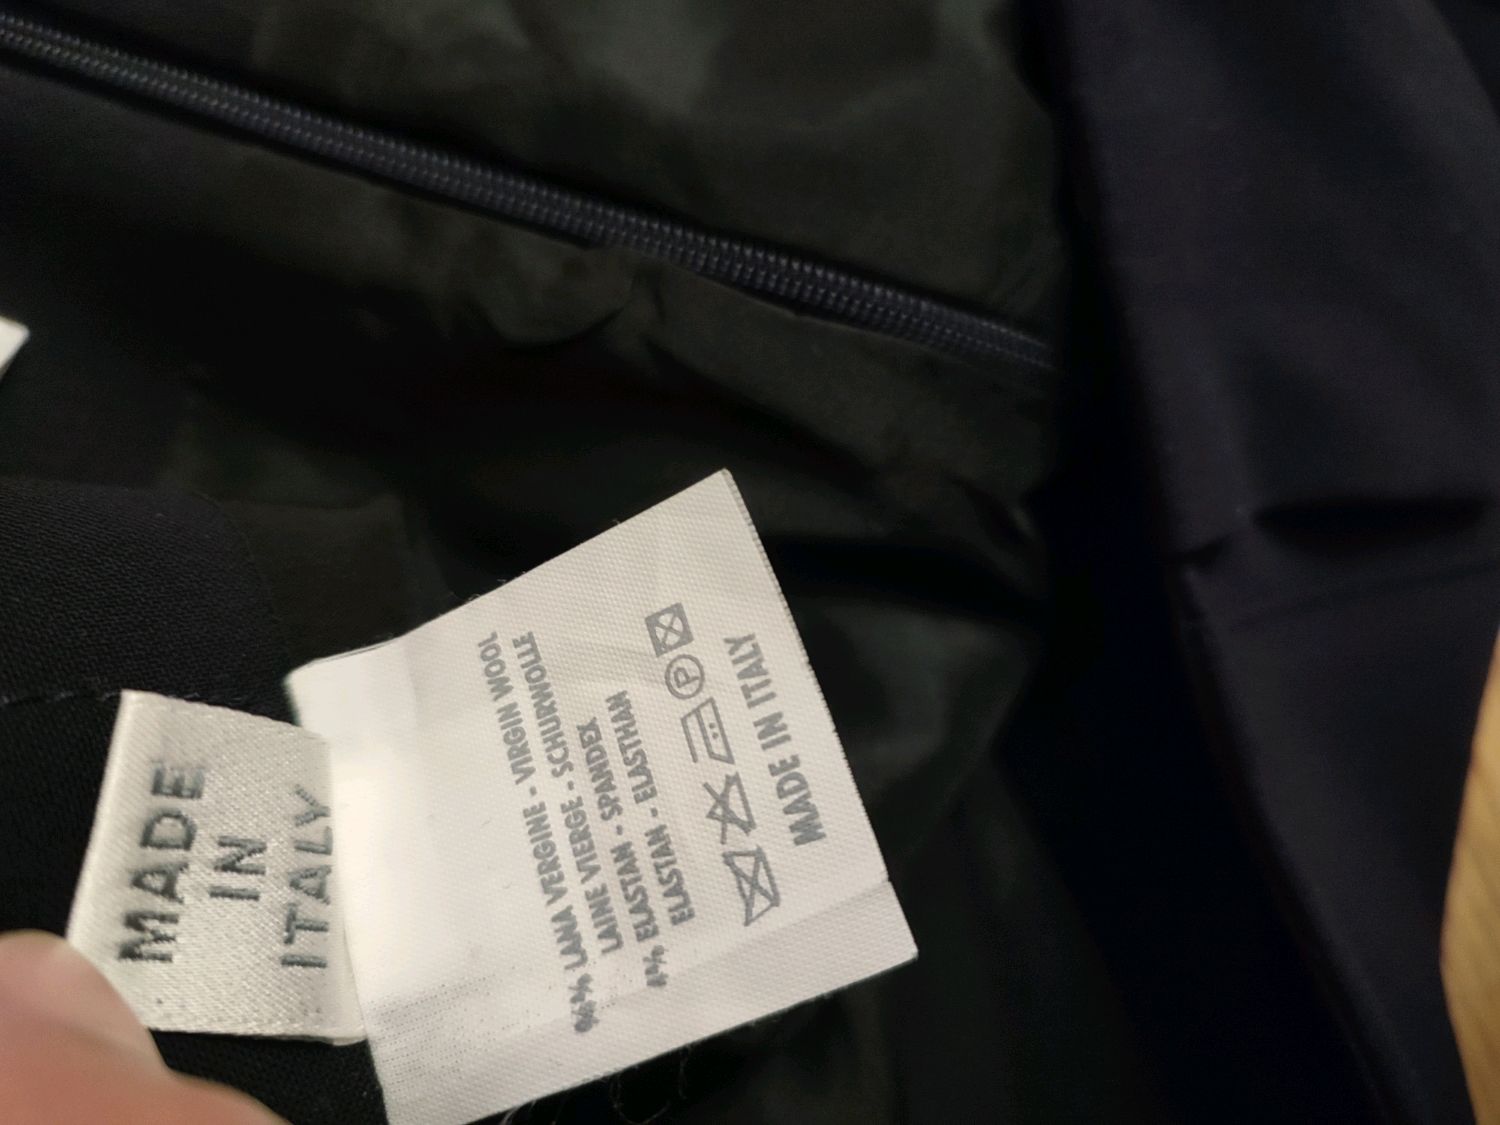 MADE
IN
ITALY
96% LANA VERGINE - VIRGIN WOOL
LAINE VIERGE - SCHURWOLLE
4% ELASTAN - SPANDEX
ELASTAN - ELASTHAN
P
MADE IN ITALY